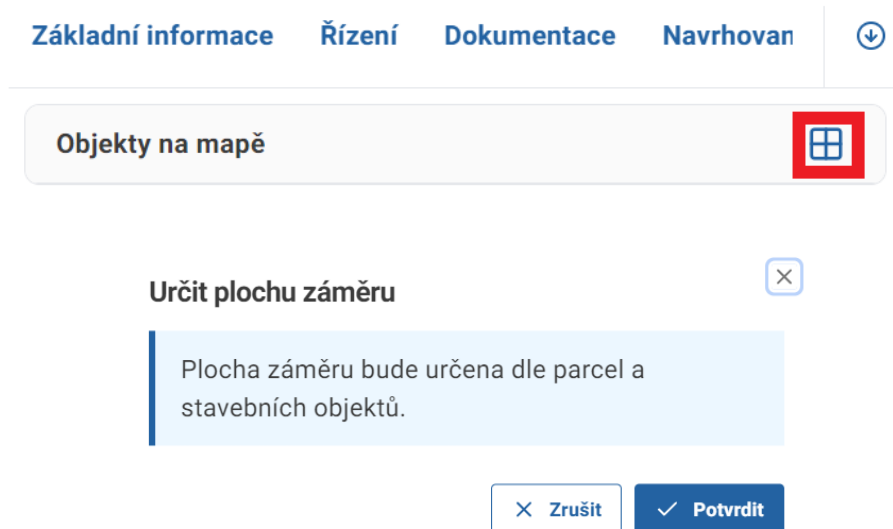 Základní informace Řízení Dokumentace Navrhovan
Objekty na mapě
Určit plochu záměru
Plocha záměru bude určena dle parcel a
stavebních objektů.
Zrušit Potvrdit